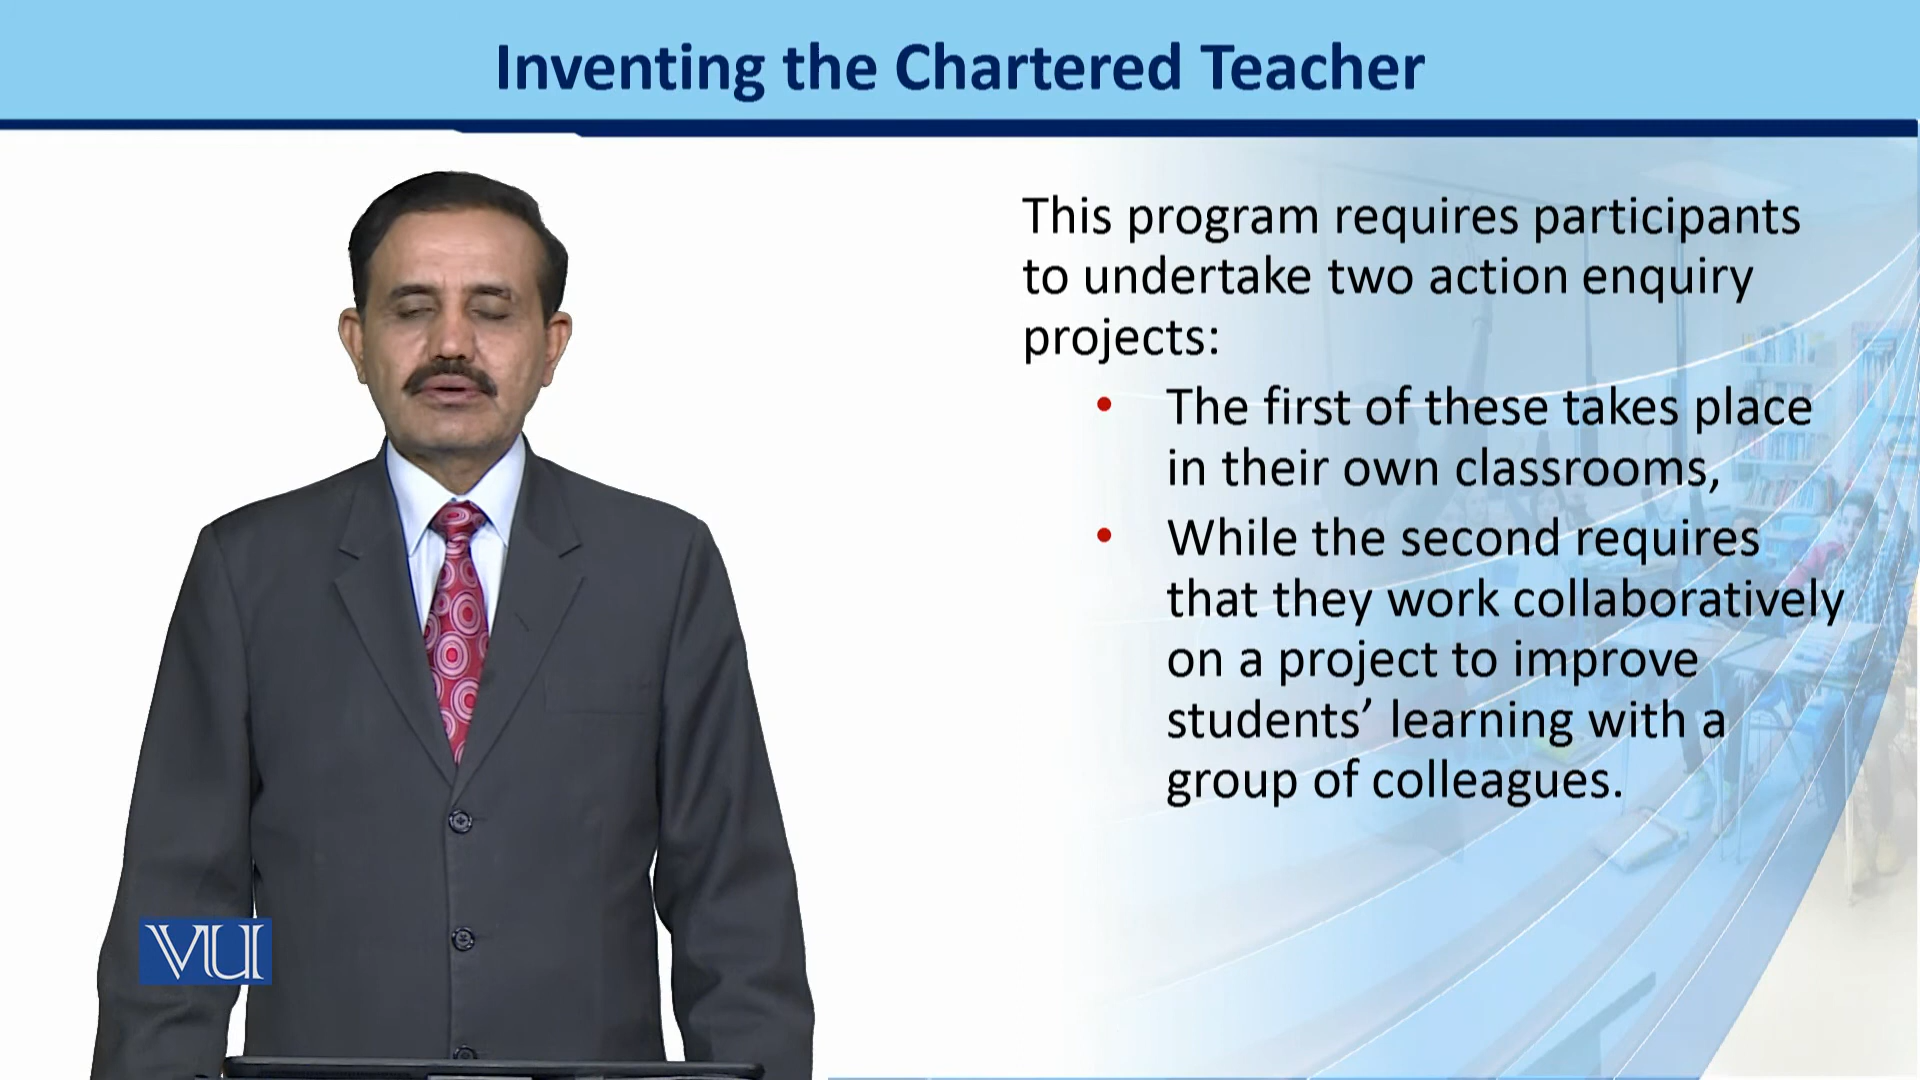 Inventing the Chartered Teacher
This program requires participants
to undertake two action enquiry
projects:
• The first of these takes place
in their own classrooms,
• While the second requires
that they work collaboratively
on a project to improve
students’ learning with a
group of colleagues.
VU